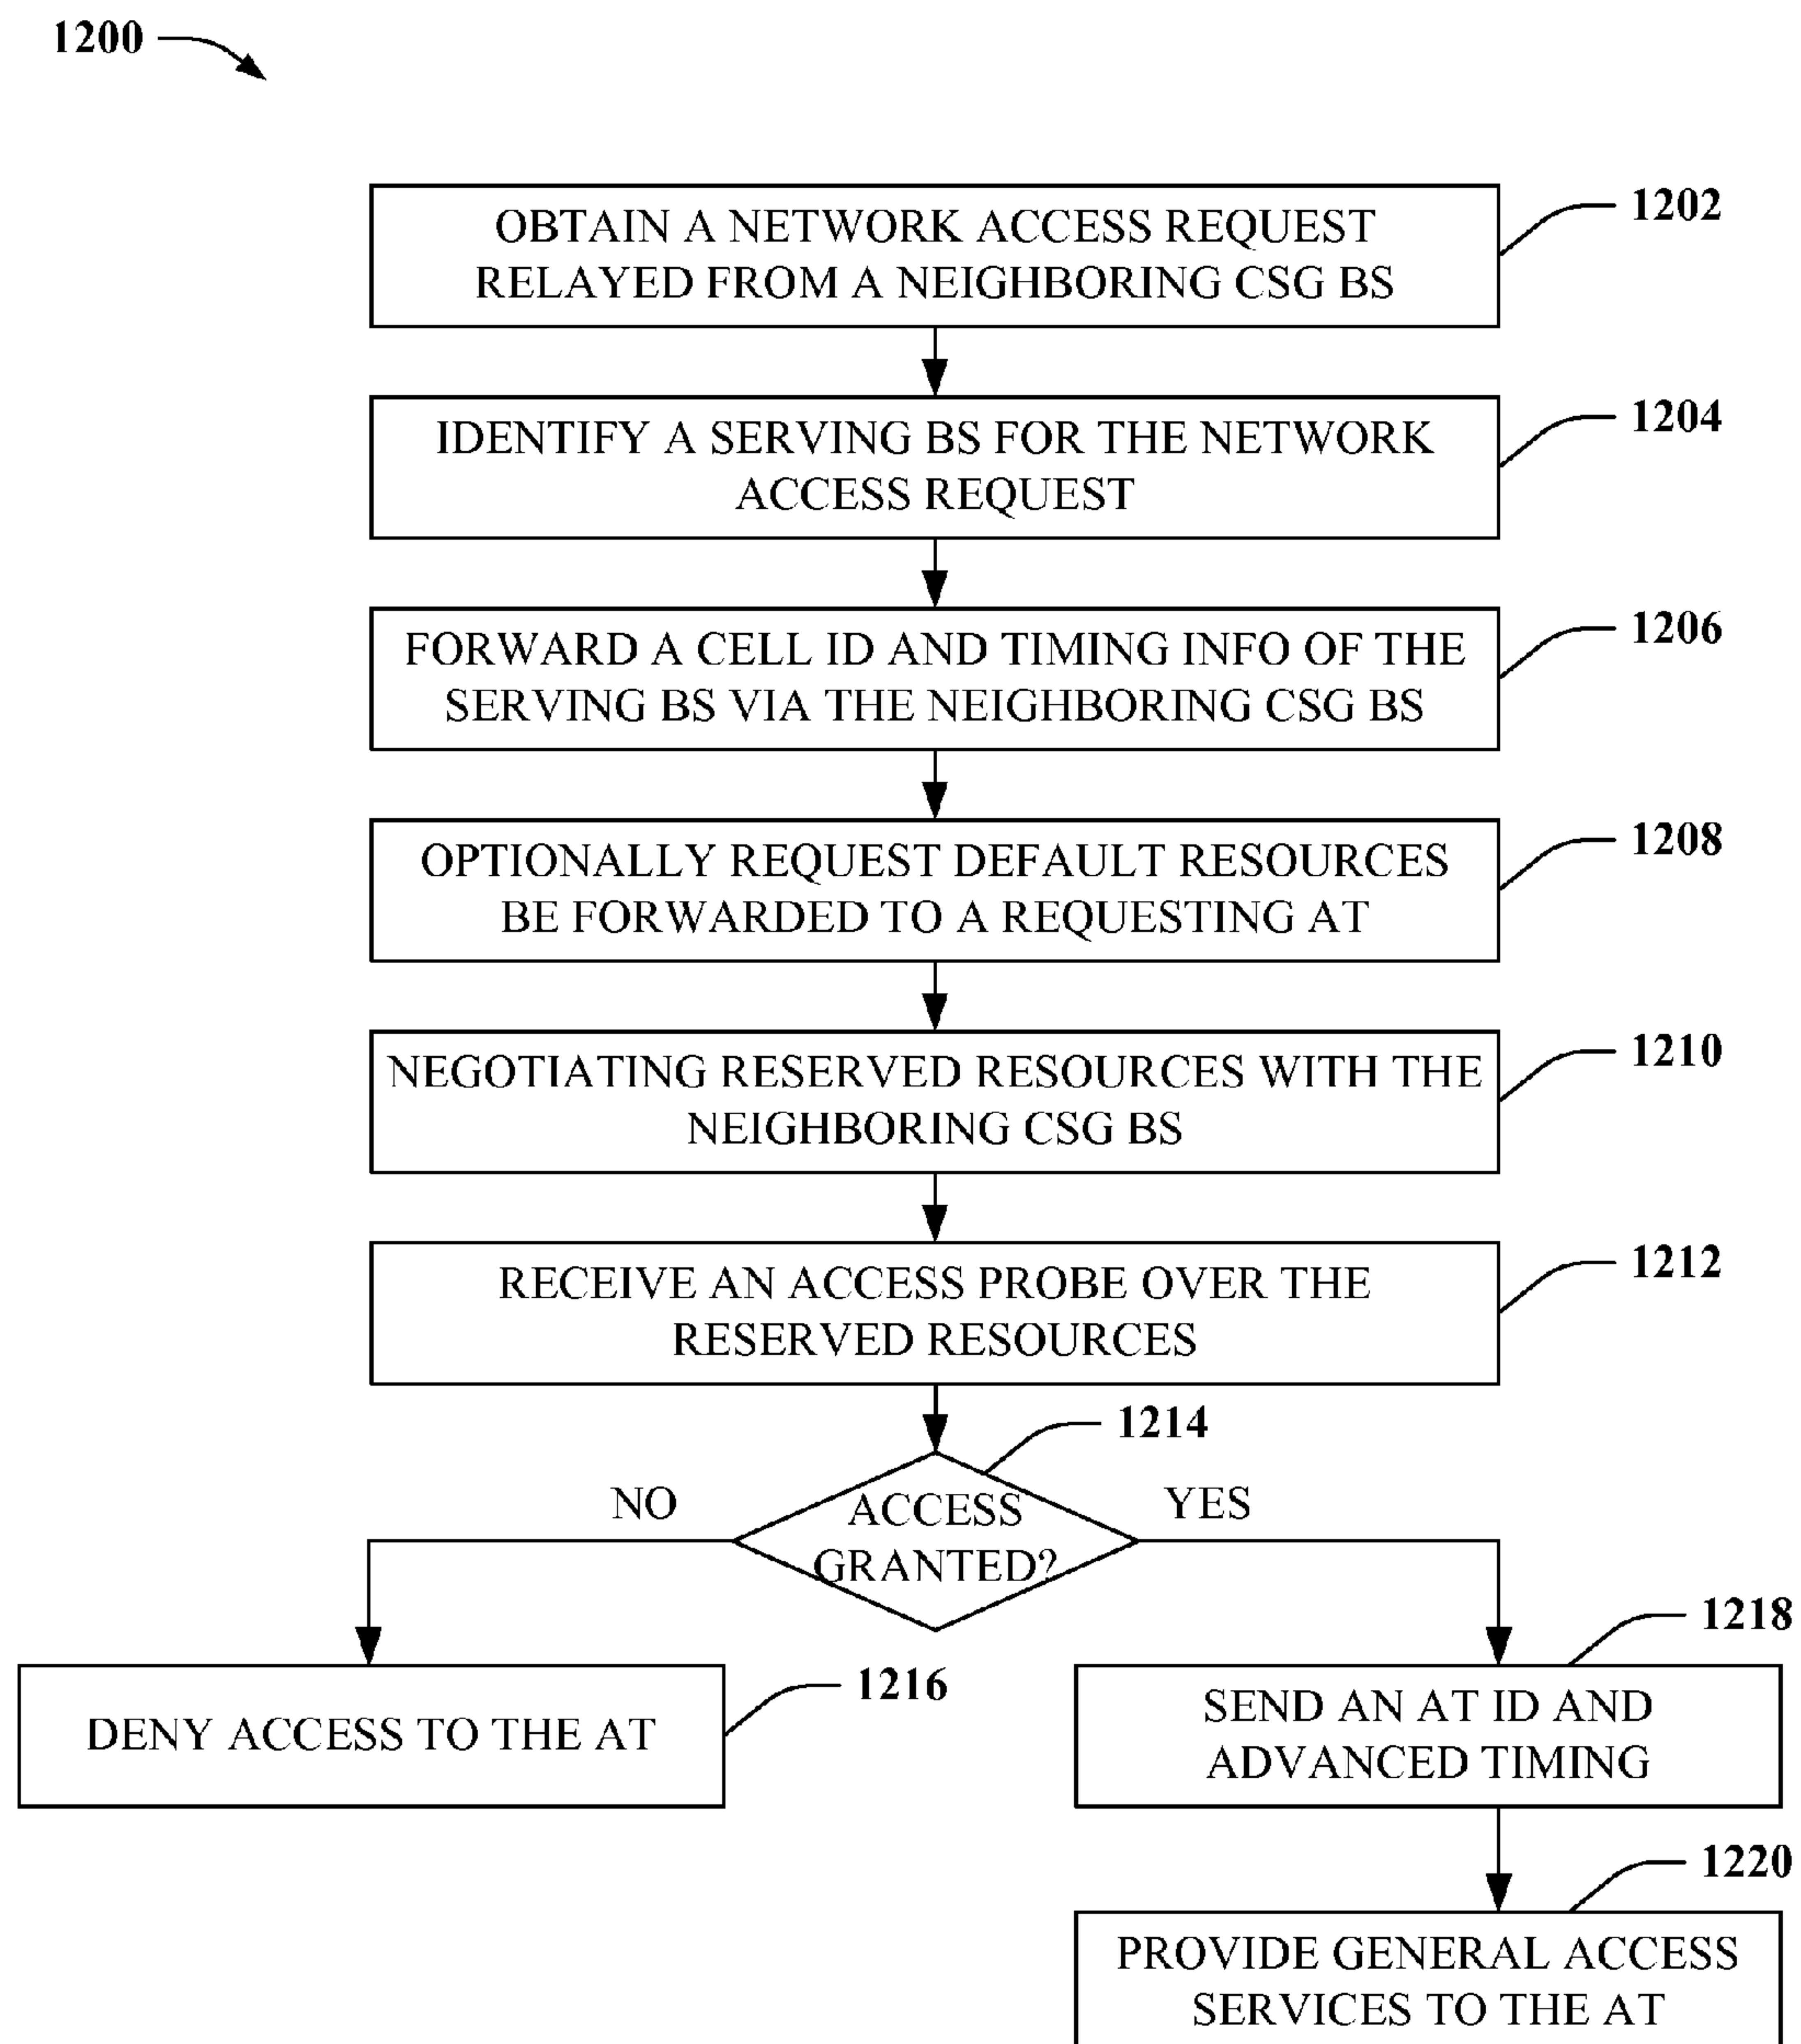 1200
OBTAIN A NETWORK ACCESS REQUEST
RELAYED FROM A NEIGHBORING CSG BS
1202
IDENTIFY A SERVING BS FOR THE NETWORK
ACCESS REQUEST
1204
FORWARD A CELL ID AND TIMING INFO OF THE
SERVING BS VIA THE NEIGHBORING CSG BS
1206
OPTIONALLY REQUEST DEFAULT RESOURCES
BE FORWARDED TO A REQUESTING AT
1208
NEGOTIATING RESERVED RESOURCES WITH THE
NEIGHBORING CSG BS
1210
RECEIVE AN ACCESS PROBE OVER THE
RESERVED RESOURCES
1212
1214
NO
ACCESS
GRANTED?
YES
DENY ACCESS TO THE AT
1216
1218
SEND AN AT ID AND
ADVANCED TIMING
1220
PROVIDE GENERAL ACCESS
SERVICES TO THE AT